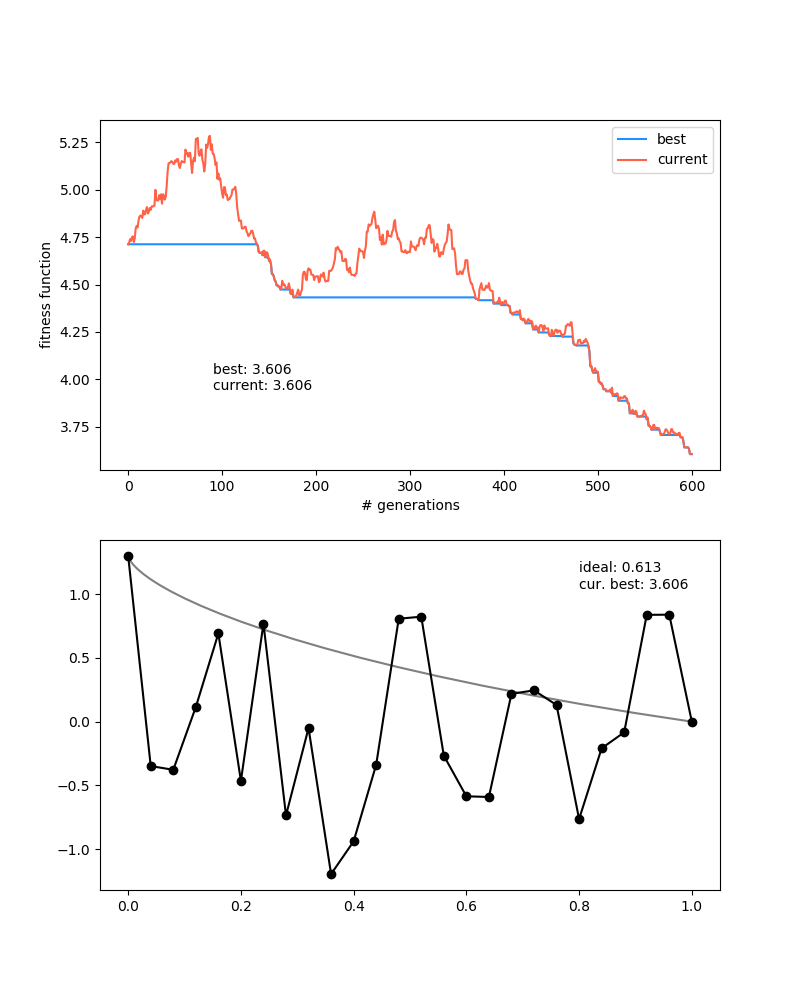 best
current
5.25
5.00
4.75
4.50
4.25
4.00
3.75
fitness function
best: 3.606
current: 3.606
0 100 200 300 400 500 600
# generations
ideal: 0.613
cur. best: 3.606
1.0
0.5
0.0
−0.5
−1.0
0.0 0.2 0.4 0.6 0.8 1.0